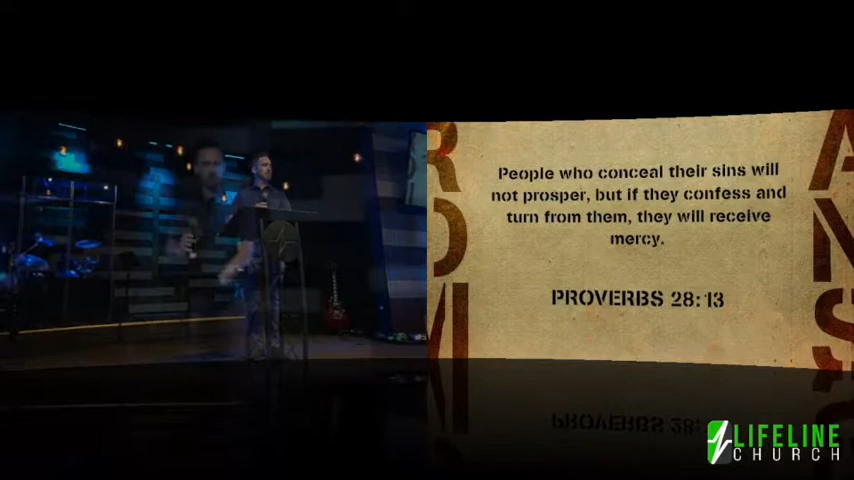 R
O
M
People who conceal their sins will
not prosper, but if they confess and
turn from them, they will receive
mercy.
PROVERBS 28:13
A
N
S
LIFELINE
CHURCH